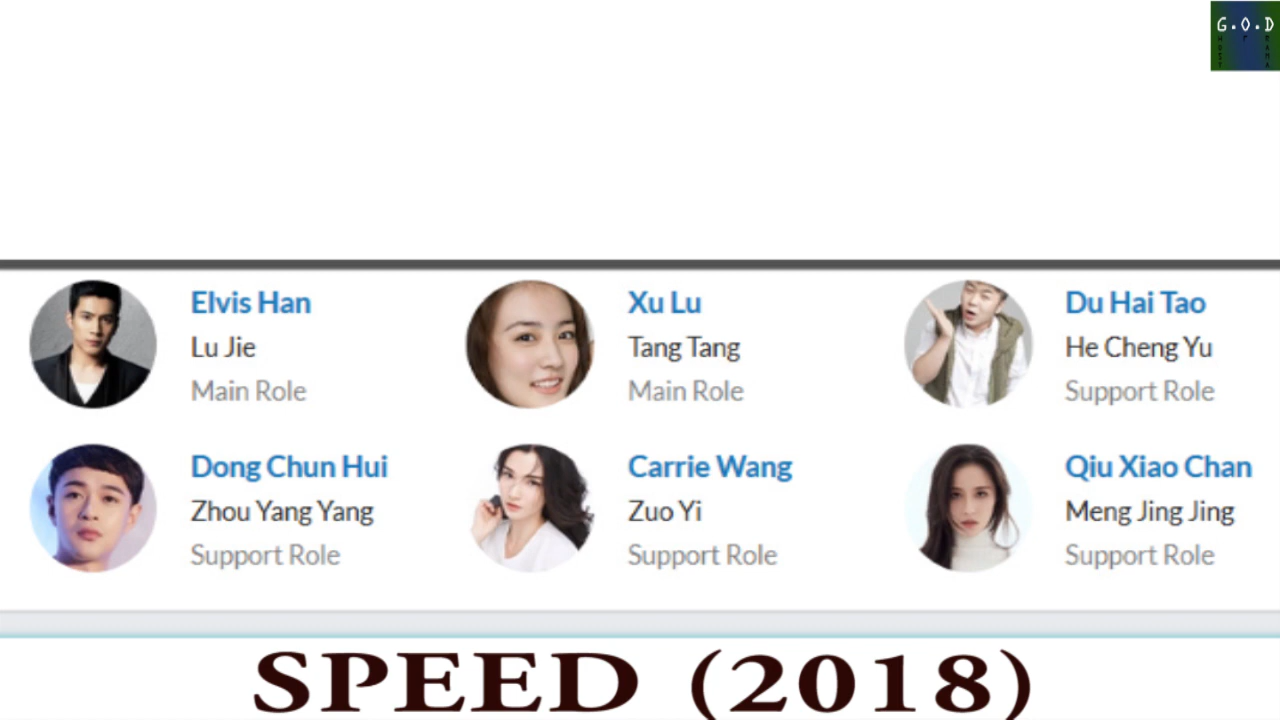 G.O.D
Elvis Han
Lu Jie
Main Role
Xu Lu
Tang Tang
Main Role
Du Hai Tao
He Cheng Yu
Support Role
Dong Chun Hui
Zhou Yang Yang
Support Role
Carrie Wang
Zuo Yi
Support Role
Qiu Xiao Chan
Meng Jing Jing
Support Role
SPEED (2018)